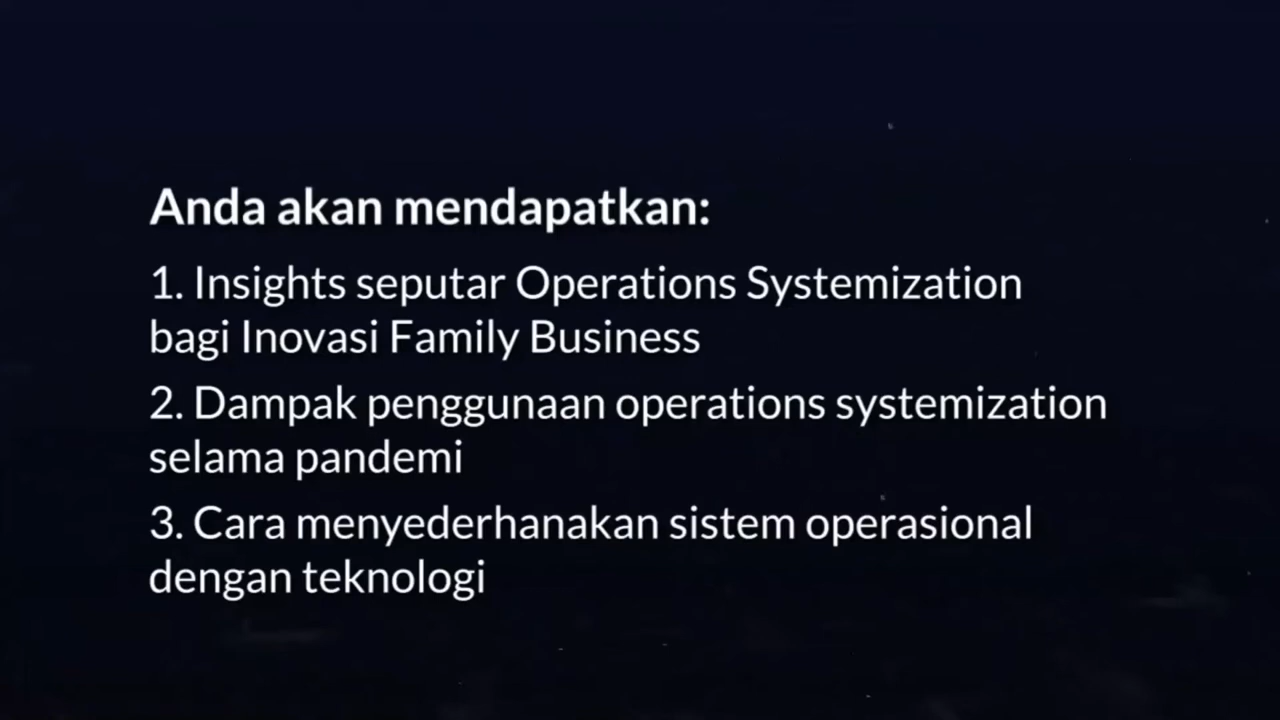 Anda akan mendapatkan:
1. Insights seputar Operations Systemization
bagi Inovasi Family Business
2. Dampak penggunaan operations systemization
selama pandemi
3. Cara menyederhanakan sistem operasional
dengan teknologi